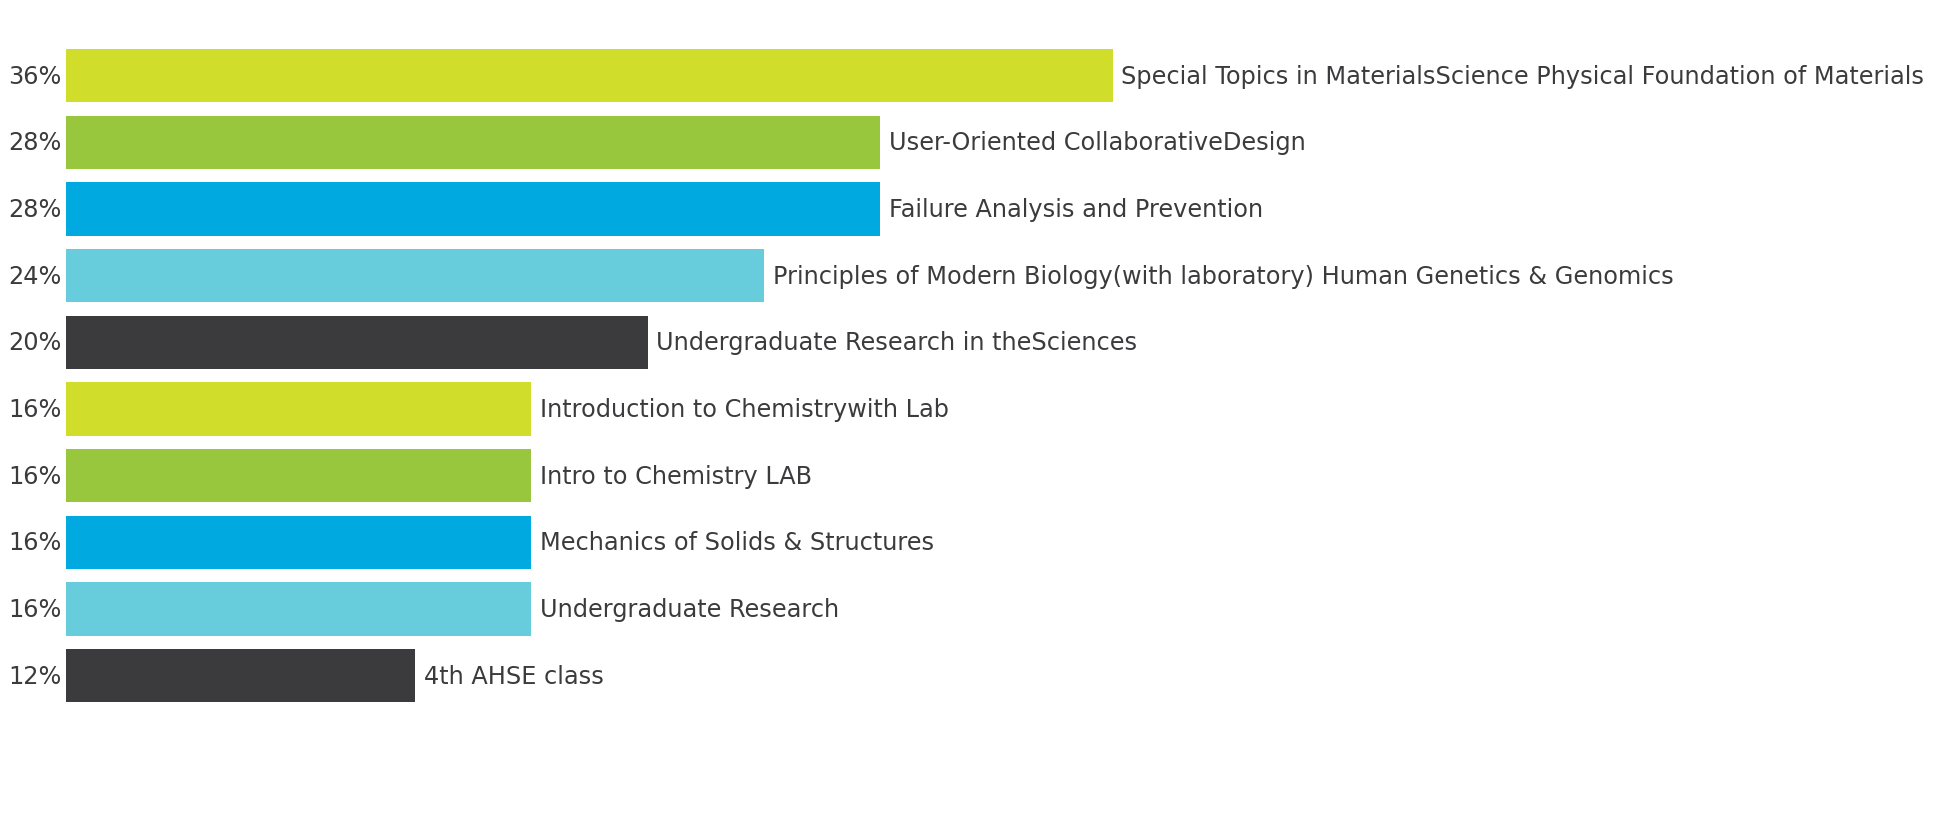 36% Special Topics in MaterialsScience Physical Foundation of Materials
28% User-Oriented CollaborativeDesign
28% Failure Analysis and Prevention
24% Principles of Modern Biology(with laboratory) Human Genetics & Genomics
20% Undergraduate Research in theSciences
16% Introduction to Chemistrywith Lab
16% Intro to Chemistry LAB
16% Mechanics of Solids & Structures
16% Undergraduate Research
12% 4th AHSE class